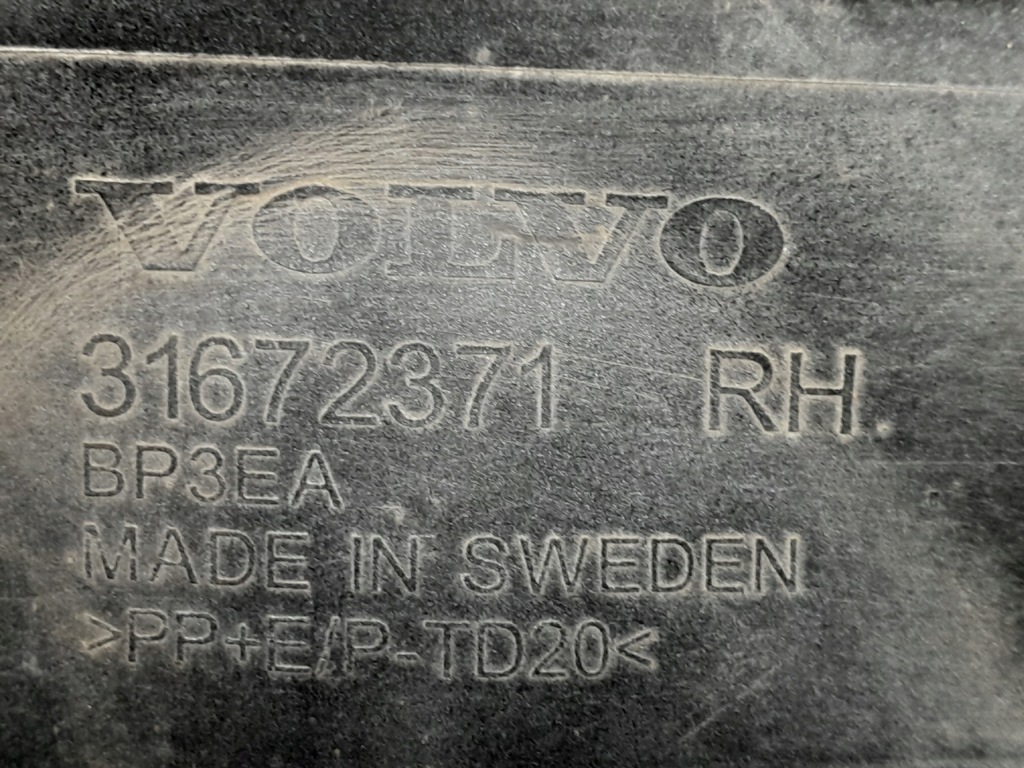 VOLVO
31672371 RH.
BP3EA
MADE IN SWEDEN
>PP+E/P-TD20<